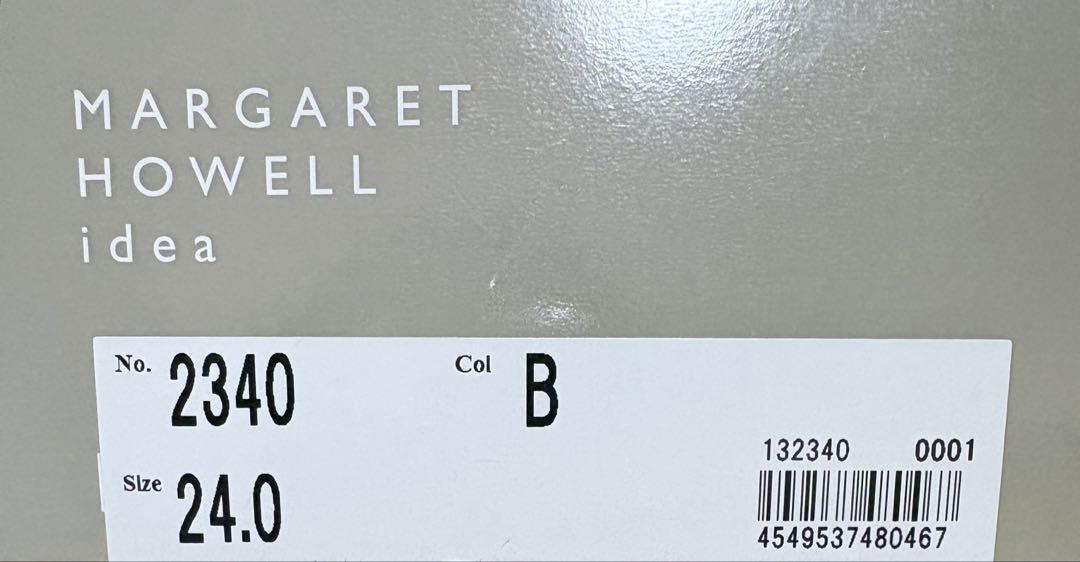 MARGARET
HOWELL
idea
No. 2340 Col B
132340 0001
Size 24.0
4549537480467